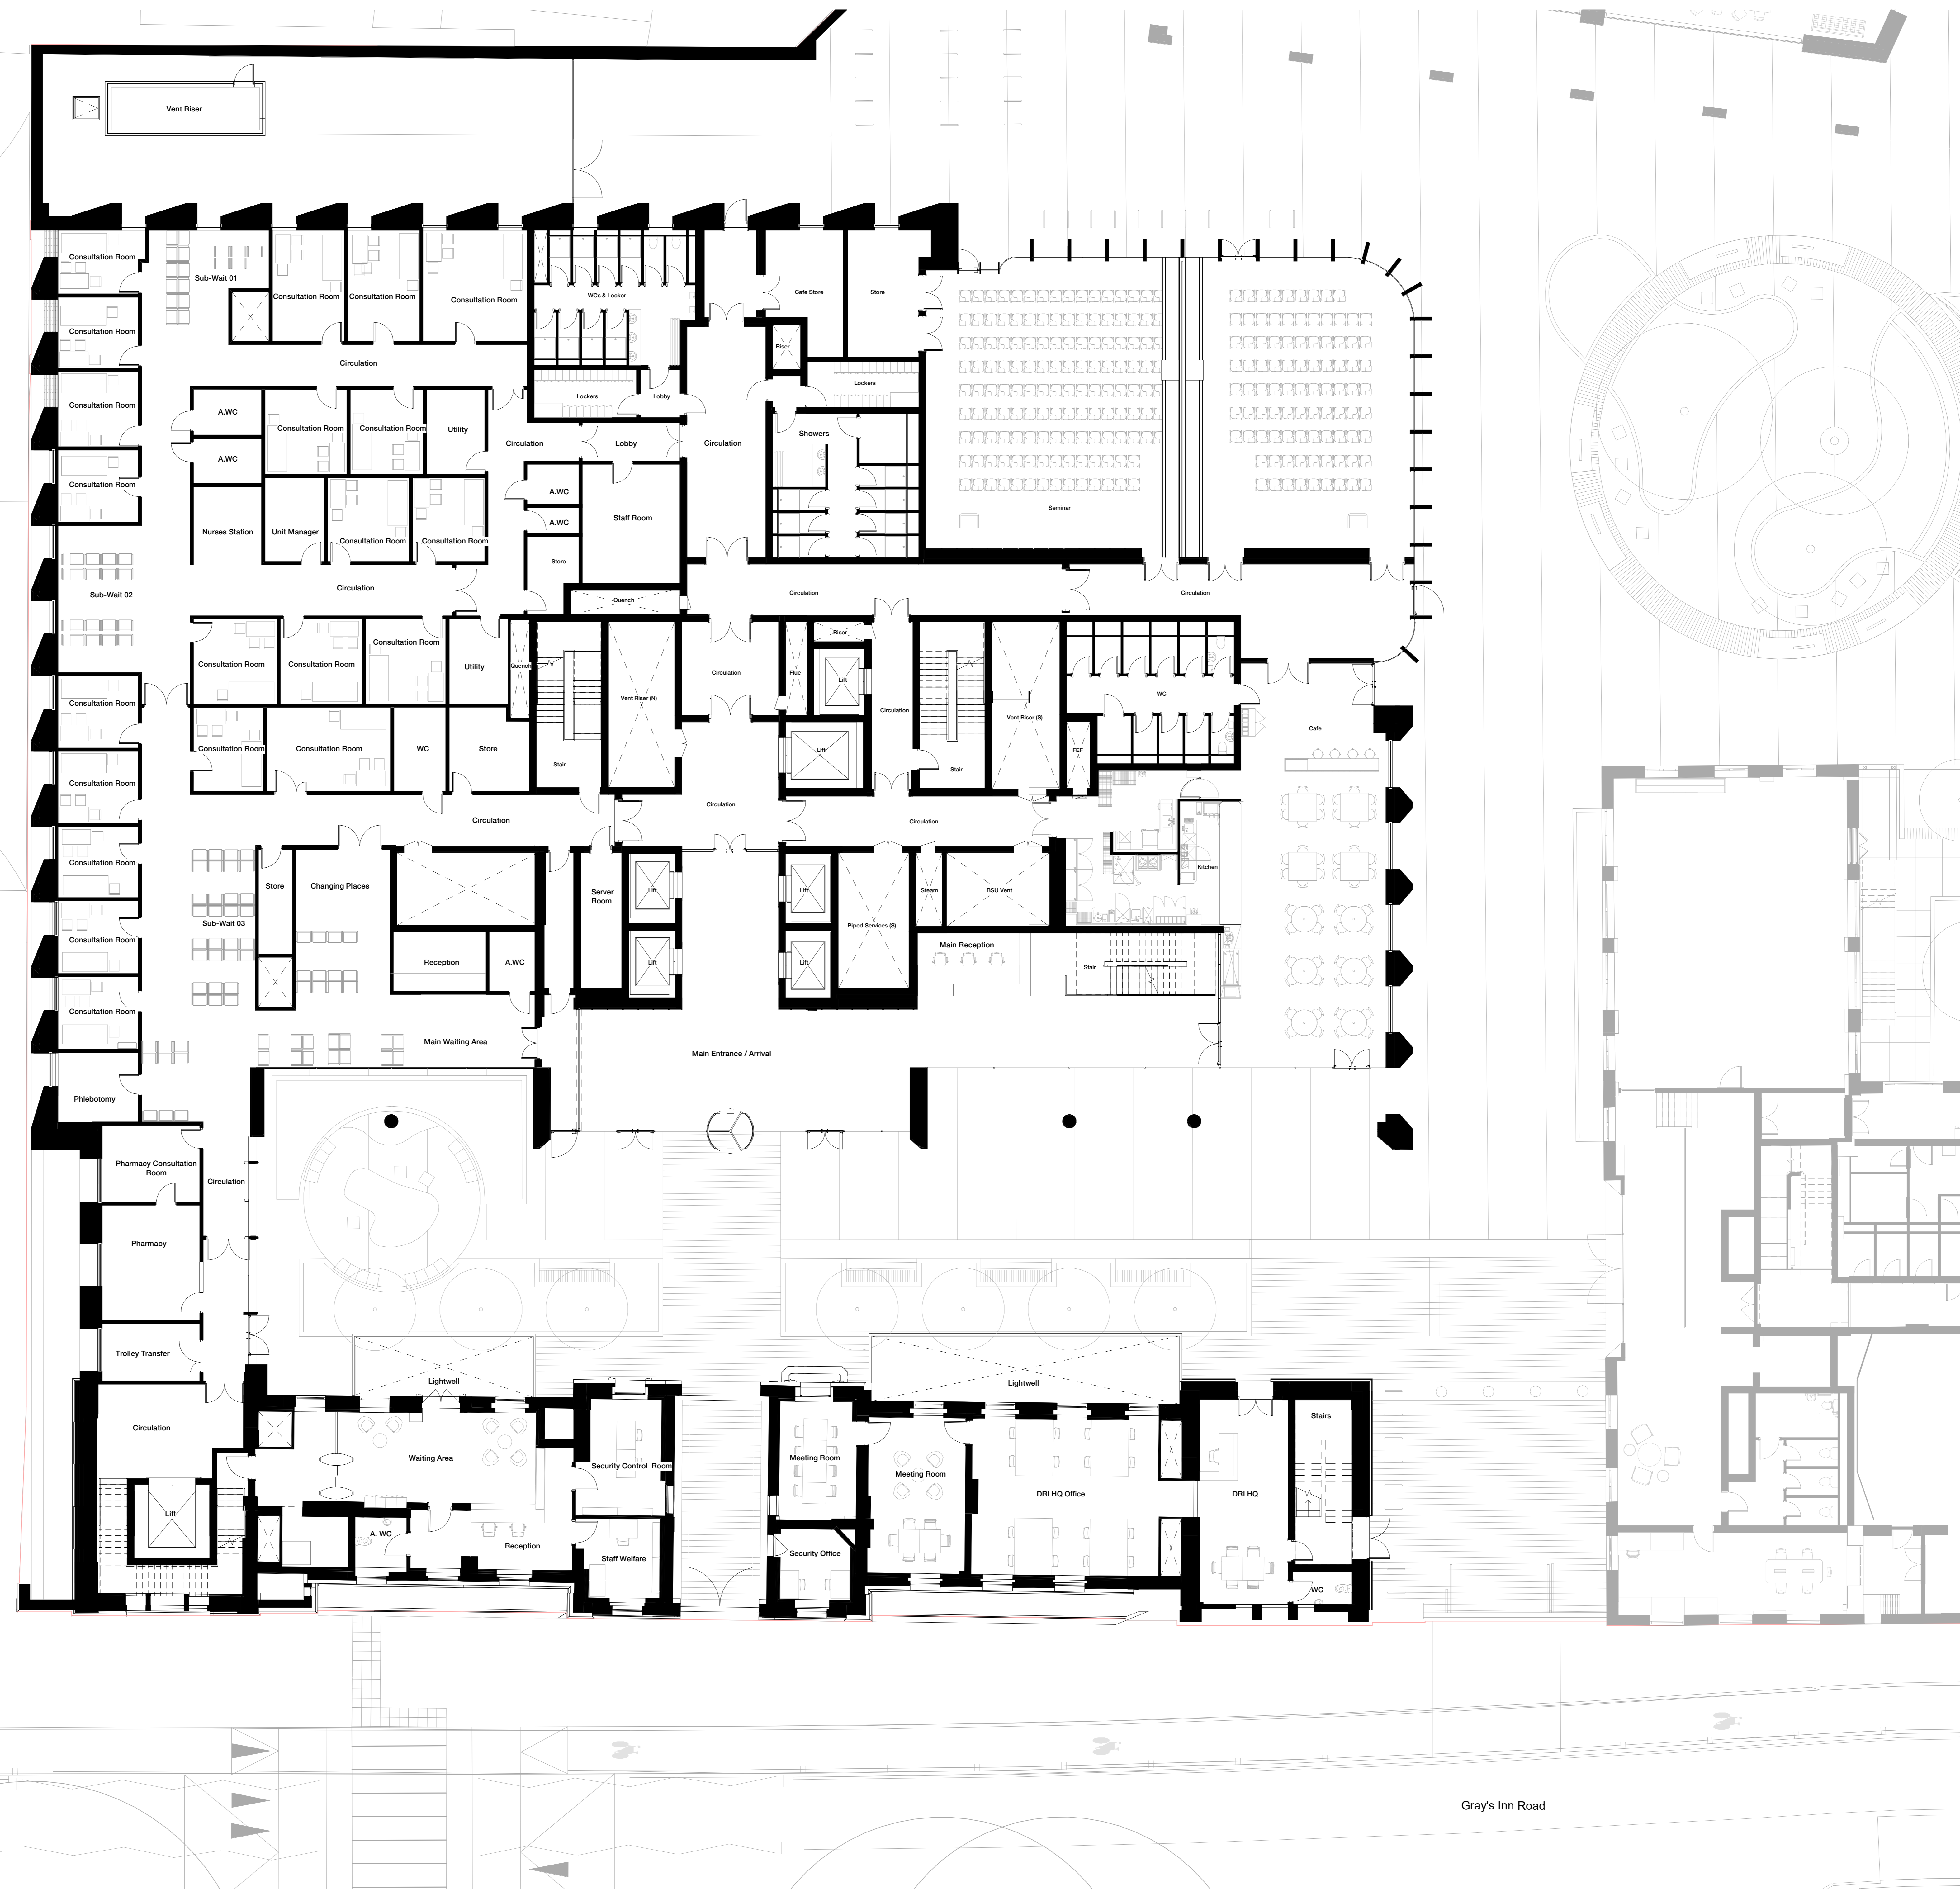 Vent Riser
Consultation Room
Sub-Wait 01
Consultation Room
Consultation Room
Consultation Room
WCs & Locker
Cafe Store
Store
Consultation Room
Riser
Circulation
Consultation Room
Lockers
Lobby
Lockers
A.WC
Consultation Room
Consultation Room
Utility
Circulation
Lobby
Circulation
Showers
A.WC
Consultation Room
A.WC
Nurses Station
Unit Manager
Consultation Room
Consultation Room
A.WC
Staff Room
Seminar
Store
Sub-Wait 02
Circulation
Quench
Circulation
Circulation
Consultation Room
Consultation Room
Consultation Room
Utility
Quench
Riser
Circulation
Flue
Lift
Consultation Room
Vent Riser (N)
Circulation
Vent Riser (S)
WC
Cafe
Consultation Room
Consultation Room
WC
Store
Stair
Lift
Stair
FEF
Consultation Room
Circulation
Circulation
Circulation
Consultation Room
Store
Changing Places
Server
Room
Lift
Lift
Steam
BSU Vent
Kitchen
Sub-Wait 03
Piped Services (S)
Consultation Room
Reception
A.WC
Lift
Lift
Main Reception
Stair
Consultation Room
Main Waiting Area
Main Entrance / Arrival
Phlebotomy
Pharmacy Consultation
Room
Circulation
Pharmacy
Trolley Transfer
Lightwell
Lightwell
Circulation
Waiting Area
Security Control Room
Meeting Room
Meeting Room
DRI HQ Office
DRI HQ
Stairs
Lift
A. WC
Reception
Staff Welfare
Security Office
WC
Gray's Inn Road